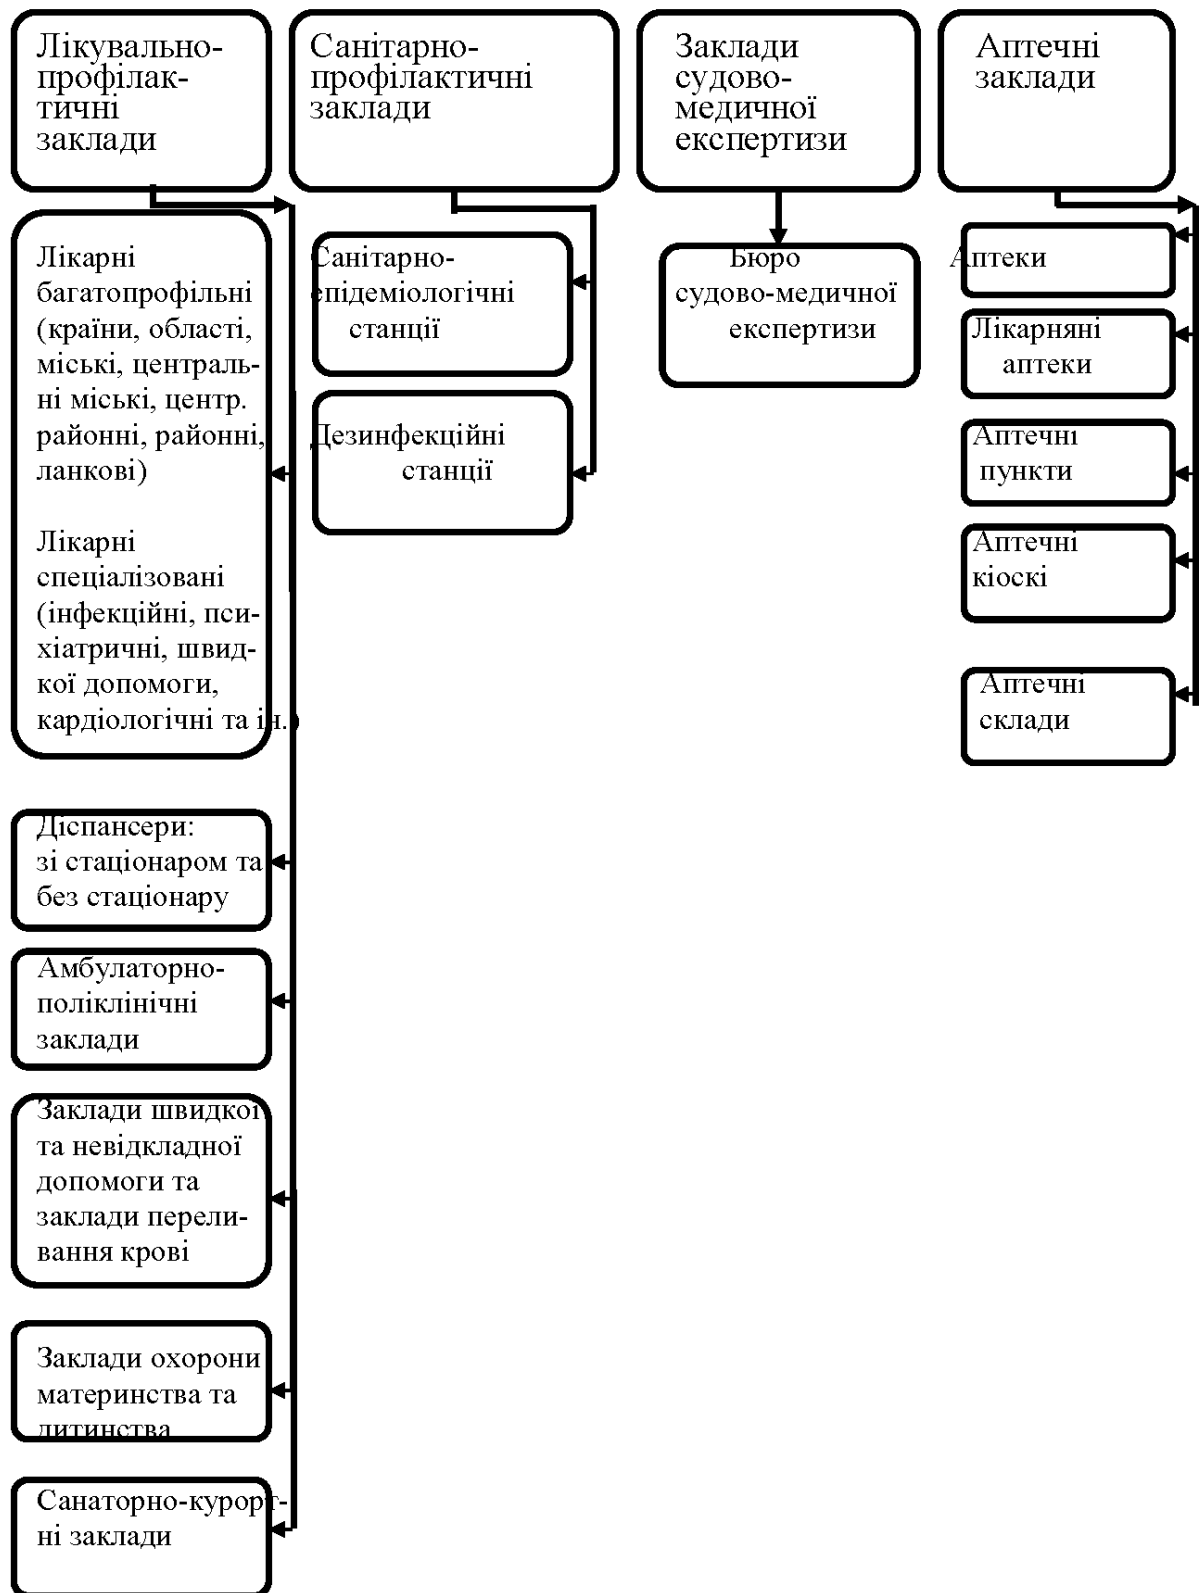 Лікувально-
профілак-
тичні
заклади
Санітарно-
профілактичні
заклади
Заклади
судово-
медичної
експертизи
Аптечні
заклади
Лікарні
багатопрофільні
(країни, області,
міські, централь-
ні міські, центр.
районні, районні,
ланкові)
Лікарні
спеціалізовані
(інфекційні, пси-
хіатричні, швид-
кої допомоги,
кардіологічні та ін.)
Діспансери:
зі стаціонаром та
без стаціонару
Амбулаторно-
поліклінічні
заклади
Заклади швидкої
та невідкладної
допомоги та
заклади перели-
вання крові
Заклади охорони
материнства та
дитинства
Санаторно-курорт-
ні заклади
Санітарно-
епідеміологічні
станції
Дезинфекційні
станції
Бюро
судово-медичної
експертизи
Аптеки
Лікарняні
аптеки
Аптечні
пункти
Аптечні
кіоскі
Аптечні
склади